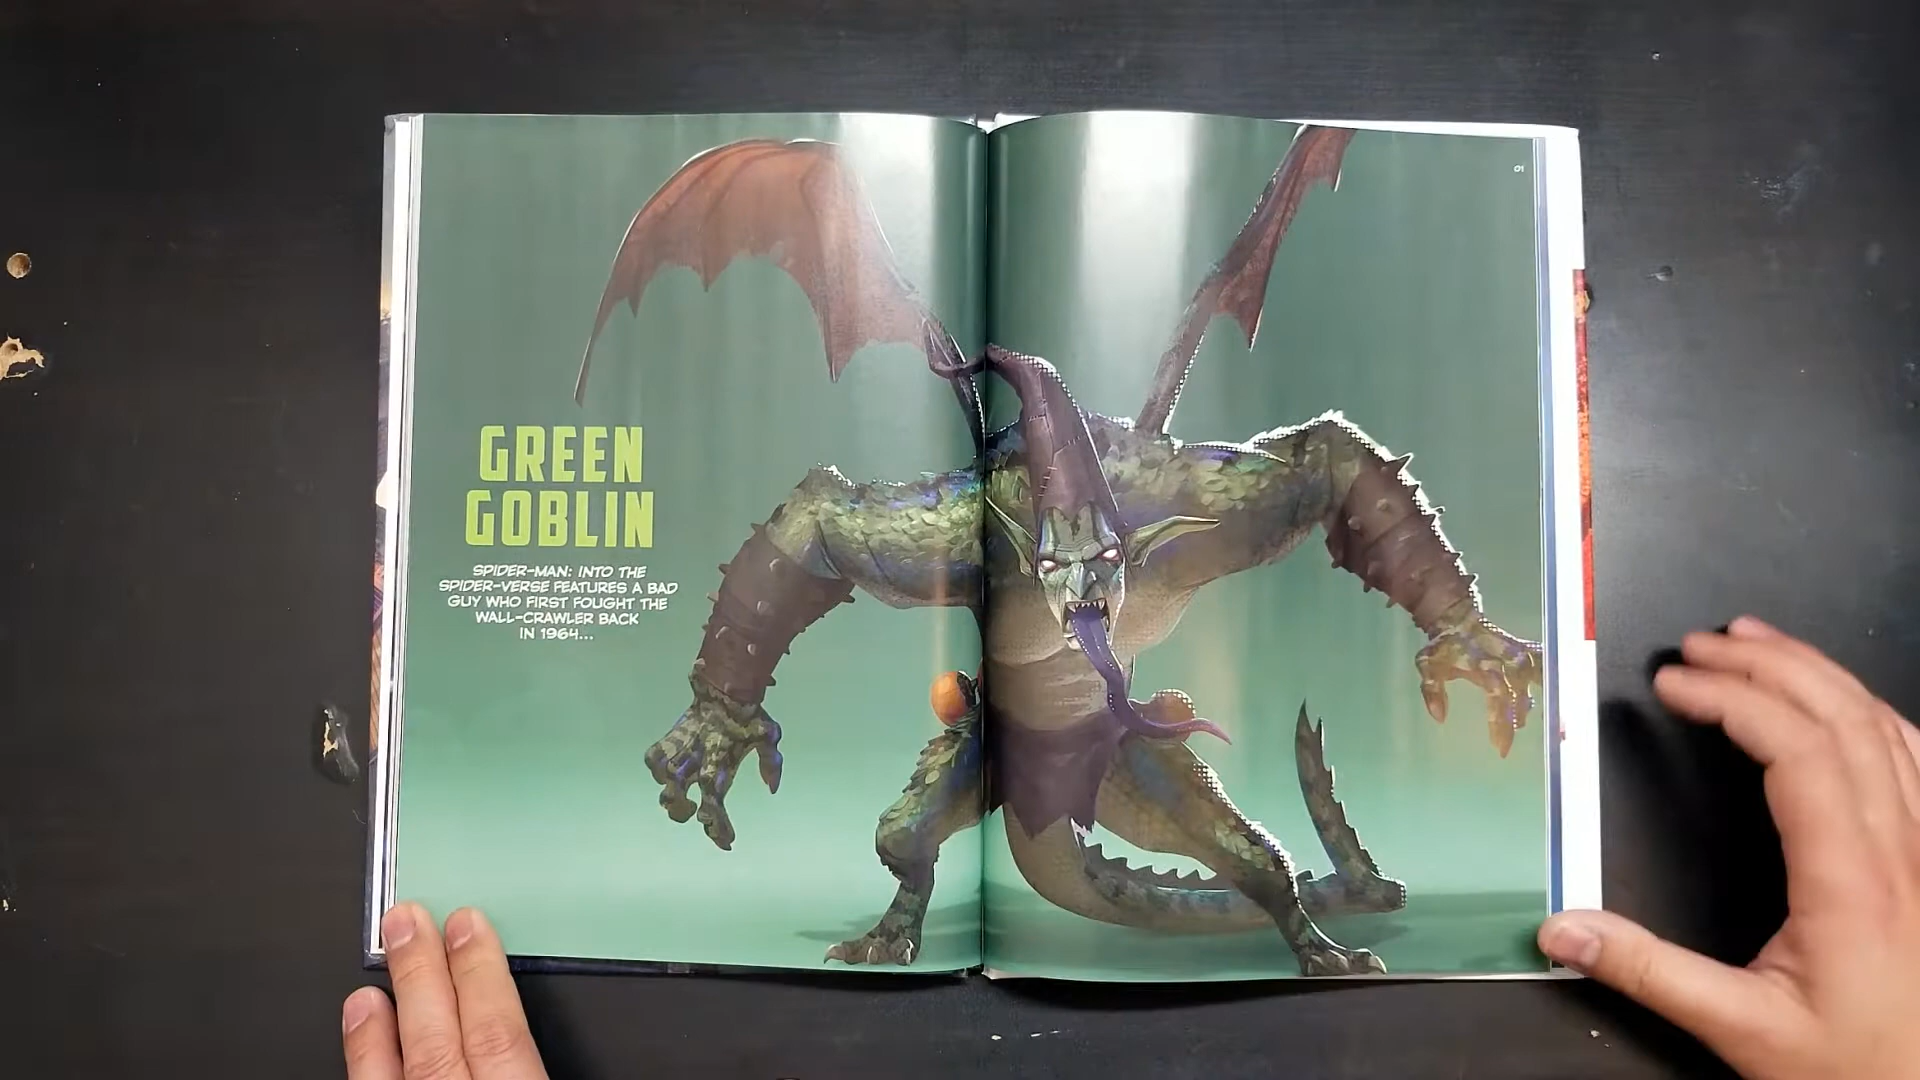 GREEN
GOBLIN
SPIDER-MAN: INTO THE
SPIDER-VERSE FEATURES A BAD
GUY WHO FIRST FOUGHT THE
WALL-CRAWLER BACK
IN 1964...